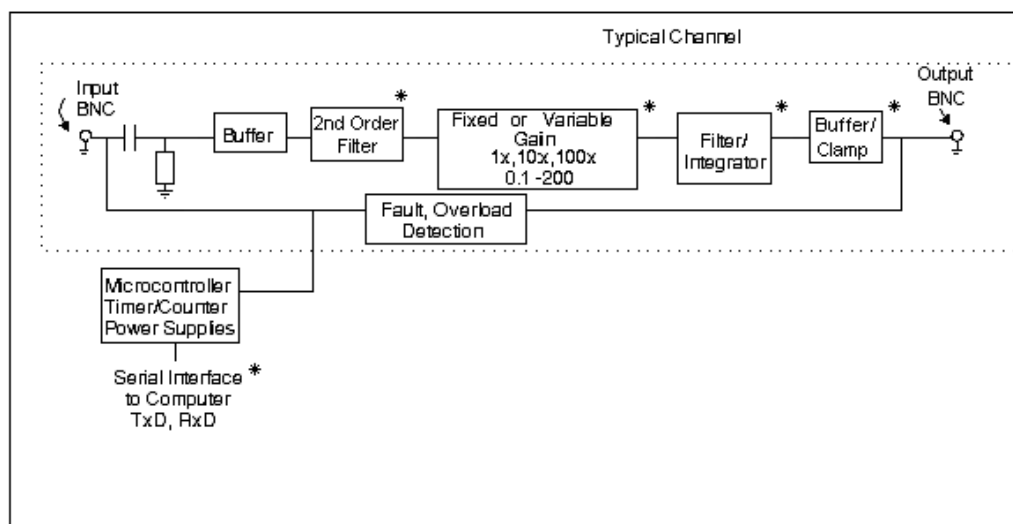 Typical Channel
Input
BNC
Output
BNC
Buffer
2nd Order
Filter
*
Fixed or Variable
Gain
1x,10x,100x
0.1 -200
*
Filter/
Integrator
*
Buffer/
Clamp
*
Fault, Overload
Detection
Microcontroller
Timer/Counter
Power Supplies
Serial Interface *
to Computer
TxD, RxD